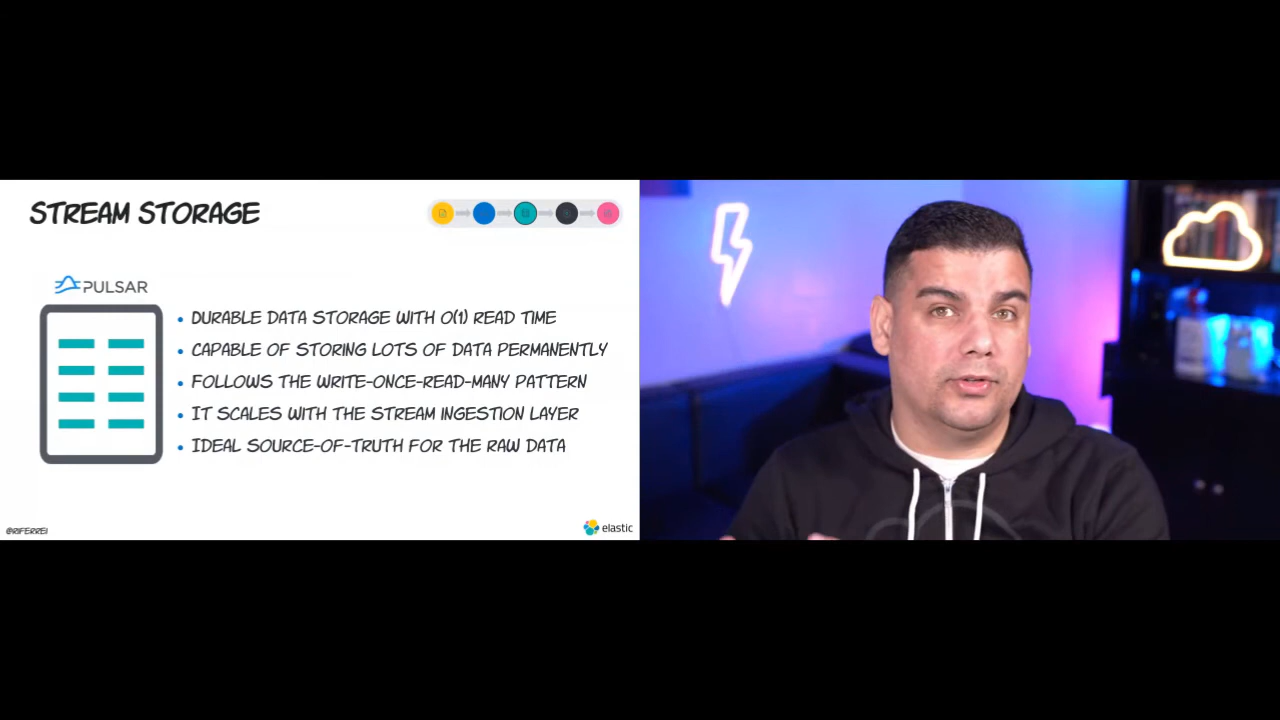 STREAM STORAGE
PULSAR
• DURABLE DATA STORAGE WITH O(1) READ TIME
• CAPABLE OF STORING LOTS OF DATA PERMANENTLY
• FOLLOWS THE WRITE-ONCE-READ-MANY PATTERN
• IT SCALES WITH THE STREAM INGESTION LAYER
• IDEAL SOURCE-OF-TRUTH FOR THE RAW DATA
@RIFERREI
elastic